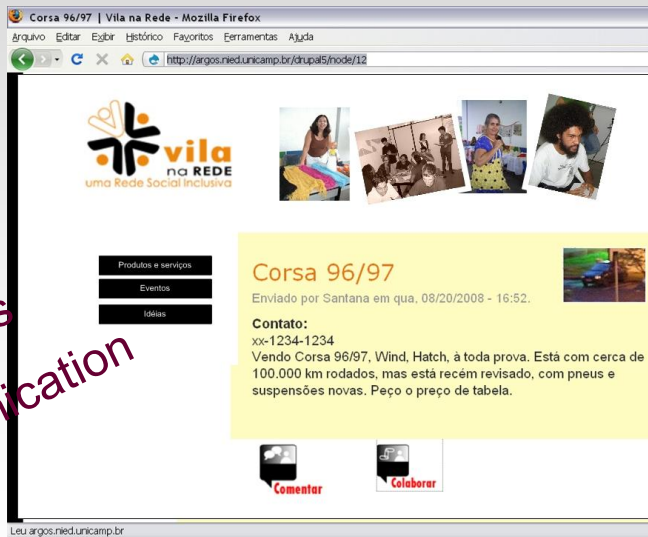 Corsa 96/97 | Vila na Rede - Mozilla Firefox
Arquivo Editar Exibir Histórico Favoritos Ferramentas Ajuda
http://argos.nied.unicamp.br/drupal5/node/12
vila
na REDE
uma Rede Social Inclusiva
Produtos e serviços
Eventos
Idéias
Corsa 96/97
Enviado por Santana em qua, 08/20/2008 - 16:52.
Contato:
xx-1234-1234
Vendo Corsa 96/97, Wind, Hatch, à toda prova. Está com cerca de
100.000 km rodados, mas está recém revisado, com pneus e
suspensões novas. Peço o preço de tabela.
Comentar
Colaborar
Leu argos.nied.unicamp.br